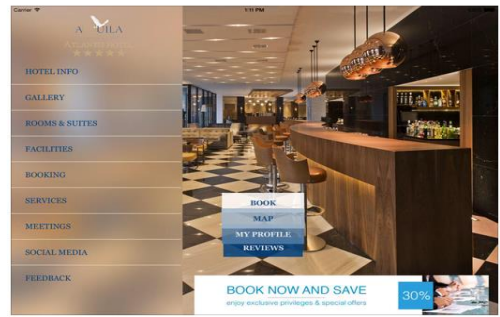 Carrier
1:11 PM
A UILA
HOTEL INFO
GALLERY
ROOMS & SUITES
FACILITIES
BOOKING
SERVICES
MEETINGS
SOCIAL MEDIA
FEEDBACK
BOOK
MAP
MY PROFILE
REVIEWS
BOOK NOW AND SAVE
enjoy exclusive privileges & special offers
30%